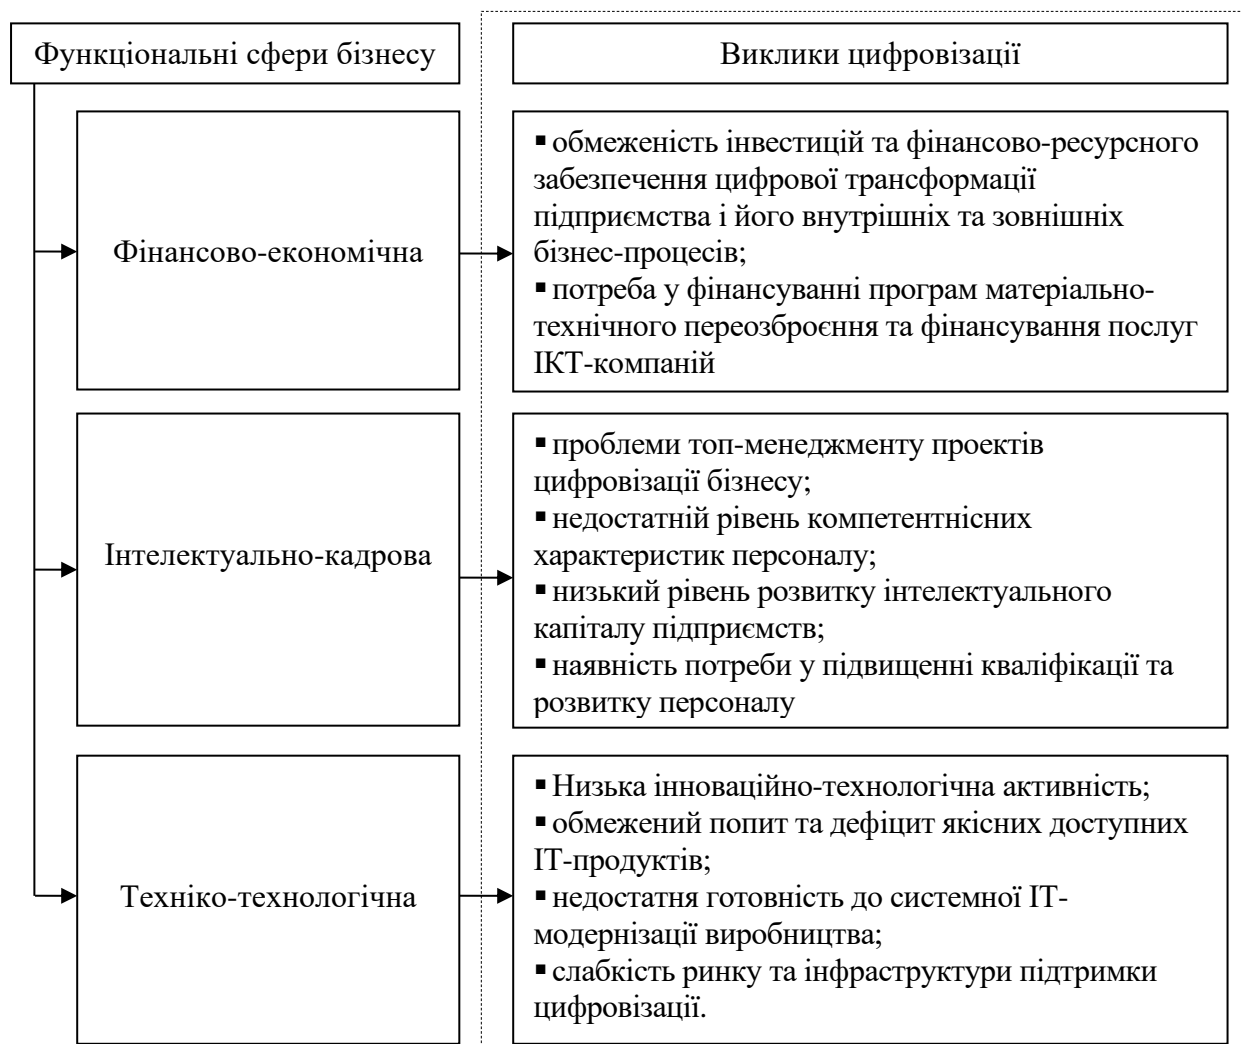 Функціональні сфери бізнесу
Виклики цифровізації
Фінансово-економічна
▪ обмеженість інвестицій та фінансово-ресурсного
забезпечення цифрової трансформації
підприємства і його внутрішніх та зовнішніх
бізнес-процесів;
▪ потреба у фінансуванні програм матеріально-
технічного переозброєння та фінансування послуг
ІКТ-компаній
Інтелектуально-кадрова
▪ проблеми топ-менеджменту проектів
цифровізації бізнесу;
▪ недостатній рівень компетентнісних
характеристик персоналу;
▪ низький рівень розвитку інтелектуального
капіталу підприємств;
▪ наявність потреби у підвищенні кваліфікації та
розвитку персоналу
Техніко-технологічна
▪ Низька інноваційно-технологічна активність;
▪ обмежений попит та дефіцит якісних доступних
ІТ-продуктів;
▪ недостатня готовність до системної ІТ-
модернізації виробництва;
▪ слабкість ринку та інфраструктури підтримки
цифровізації.